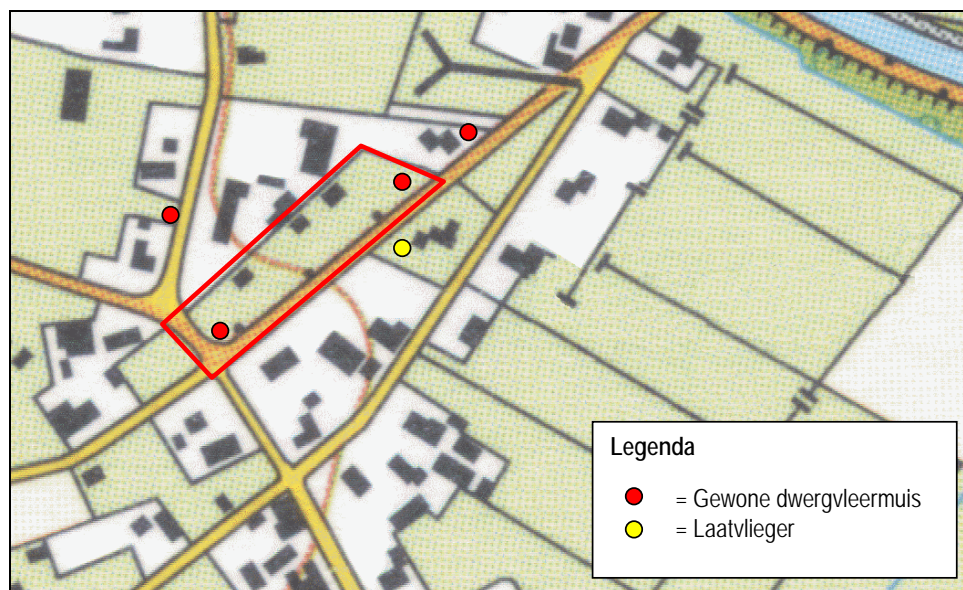 Legenda
= Gewone dwergvleermuis
= Laatvlieger